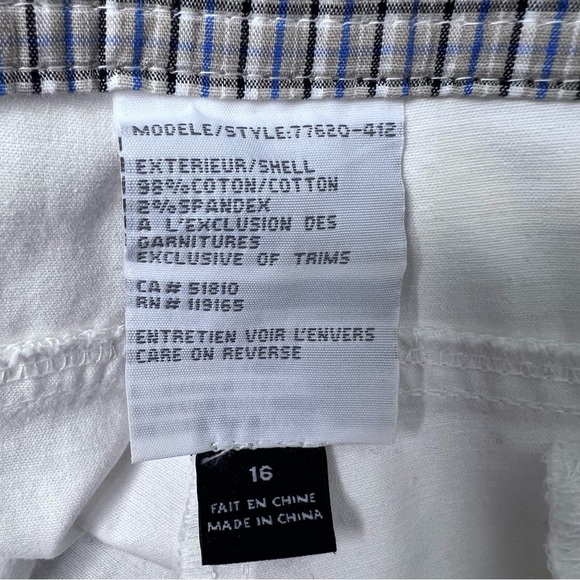 MODELE/STYLE:77620-412
EXTERIEUR/SHELL
98%COTON/COTTON
2%SPANDEX
A L'EXCLUSION DES
GARNITURES
EXCLUSIVE OF TRIMS
CA# 51810
RN# 119165
ENTRETIEN VOIR L'ENVERS
CARE ON REVERSE
16
FAIT EN CHINE
MADE IN CHINA